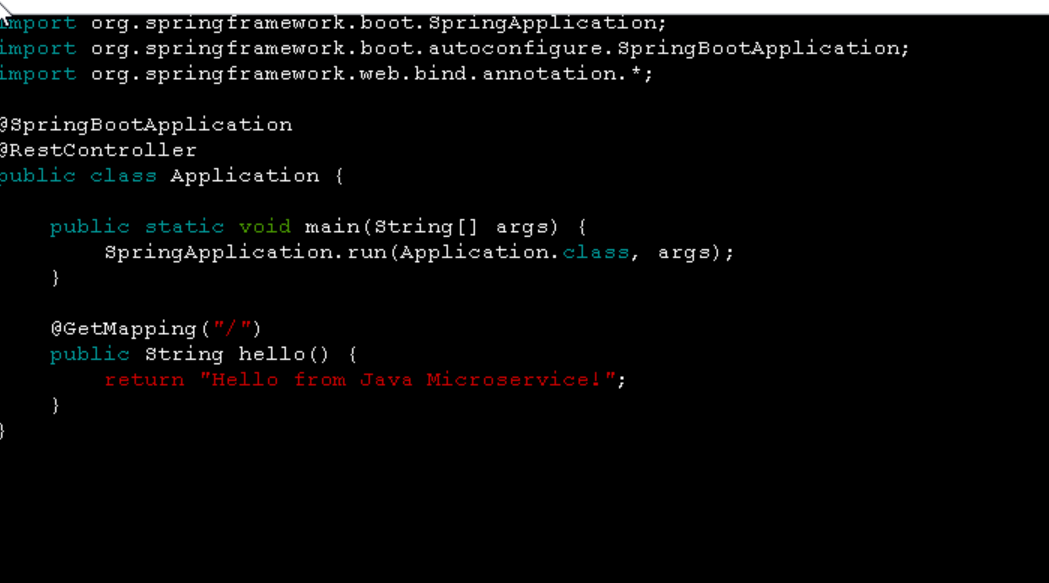 import org.springframework.boot.SpringApplication;
import org.springframework.boot.autoconfigure.SpringBootApplication;
import org.springframework.web.bind.annotation.*;

@SpringBootApplication
@RestController
public class Application {

    public static void main(String[] args) {
        SpringApplication.run(Application.class, args);
    }

    @GetMapping("/")
    public String hello() {
        return "Hello from Java Microservice!";
    }
}